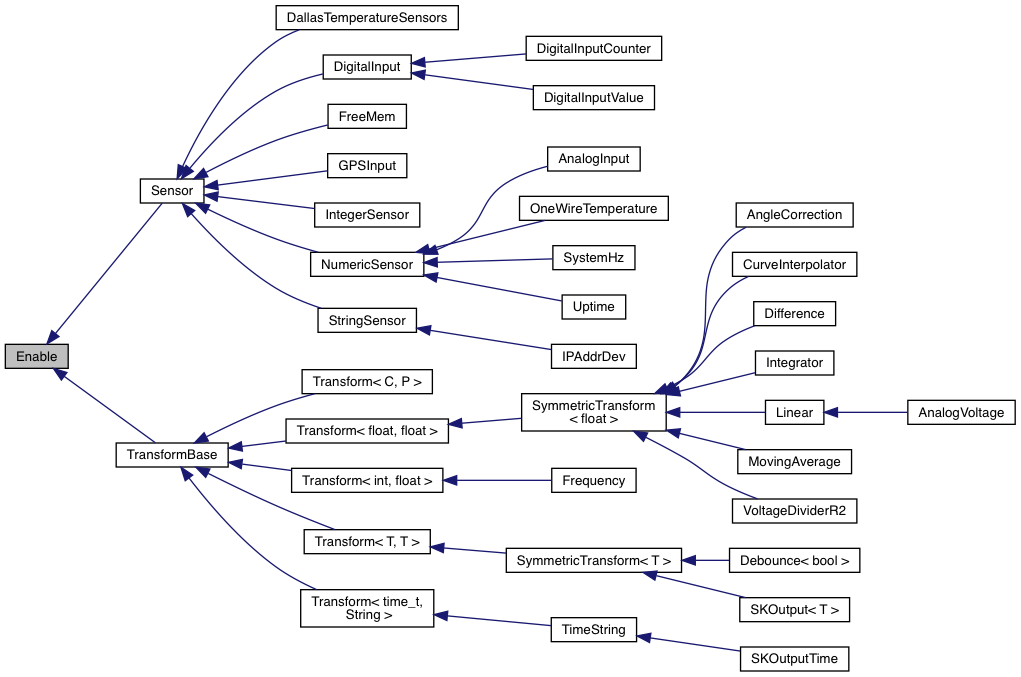 DallasTemperatureSensors
DigitalInputCounter
DigitalInput
DigitalInputValue
FreeMem
AnalogInput
GPSInput
Sensor
OneWireTemperature
IntegerSensor
AngleCorrection
SystemHz
NumericSensor
CurveInterpolator
Uptime
Difference
StringSensor
Enable
IPAddrDev
Integrator
Transform< C, P >
SymmetricTransform
< float >
Linear
AnalogVoltage
Transform< float, float >
TransformBase
MovingAverage
Transform< int, float >
Frequency
VoltageDividerR2
Transform< T, T >
SymmetricTransform< T >
Debounce< bool >
Transform< time_t,
String >
SKOutput< T >
TimeString
SKOutputTime